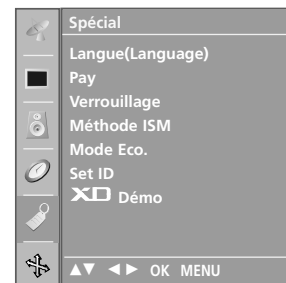 Spécial
Langue(Language)
Pay
Verrouillage
Méthode ISM
Mode Eco.
Set ID
XD Démo
▲▼ ◄► OK MENU